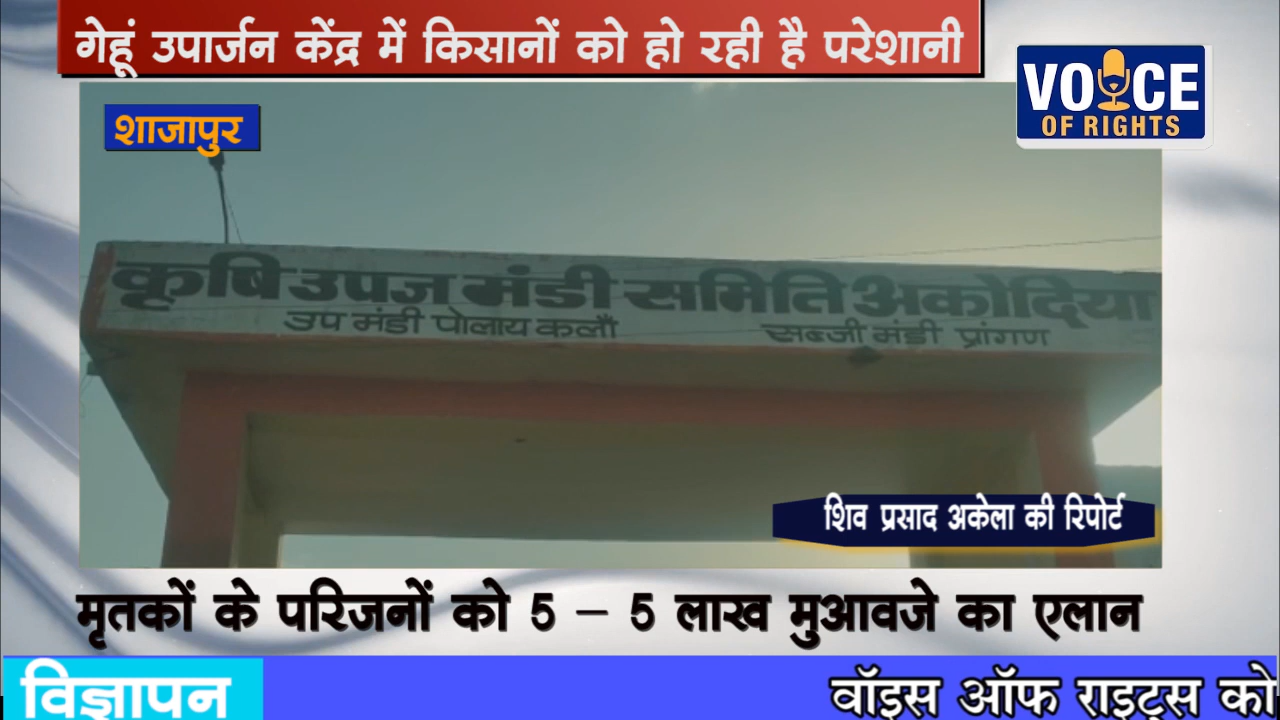 गेहूं उपार्जन केंद्र में किसानों को हो रही है परेशानी
VOICE
OF RIGHTS
शाजापुर
कृषि उपज मंडी समिति अकोदिया
उप मंडी पोलाय कलाँ सब्जी मंडी प्रांगण
शिव प्रसाद अकेला की रिपोर्ट
मृतकों के परिजनों को 5 – 5 लाख मुआवजे का एलान
विज्ञापन
वॉइस ऑफ राइट्स को